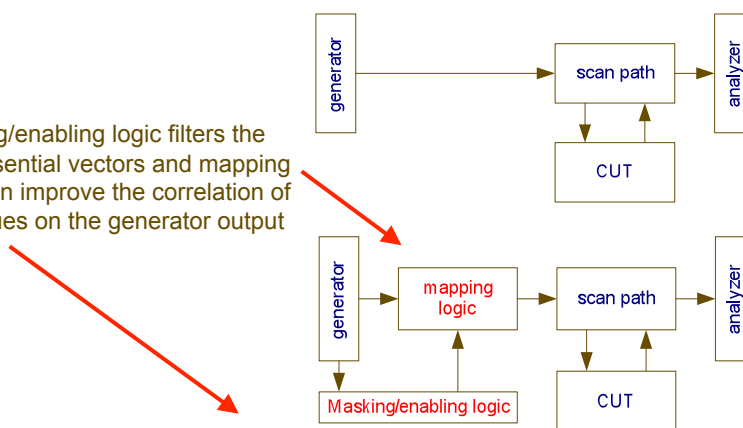 generator
scan path
analyzer
CUT
g/enabling logic filters the
sential vectors and mapping
n improve the correlation of
ues on the generator output
generator
mapping
logic
scan path
analyzer
Masking/enabling logic
CUT